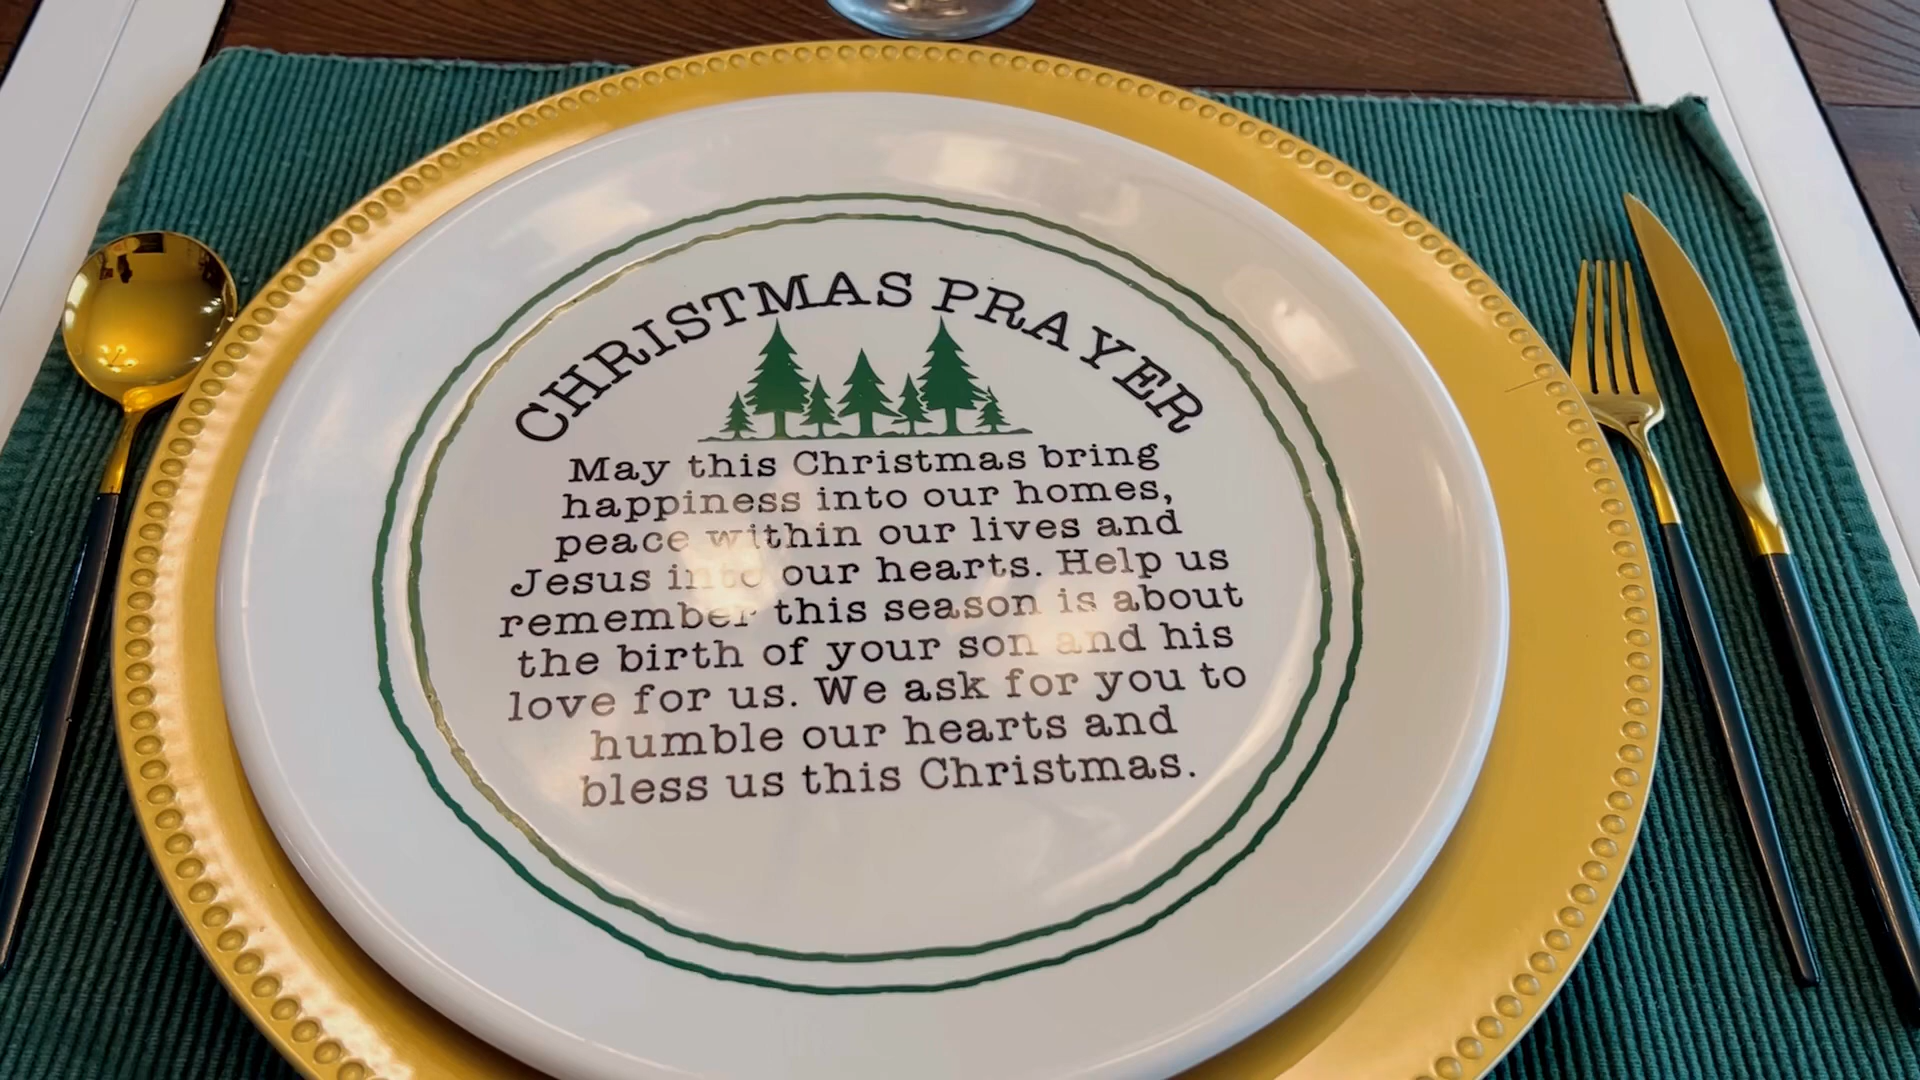 CHRISTMAS PRAYER
May this Christmas bring
happiness into our homes,
peace within our lives and
Jesus into our hearts. Help us
remember this season is about
the birth of your son and his
love for us. We ask for you to
humble our hearts and
bless us this Christmas.